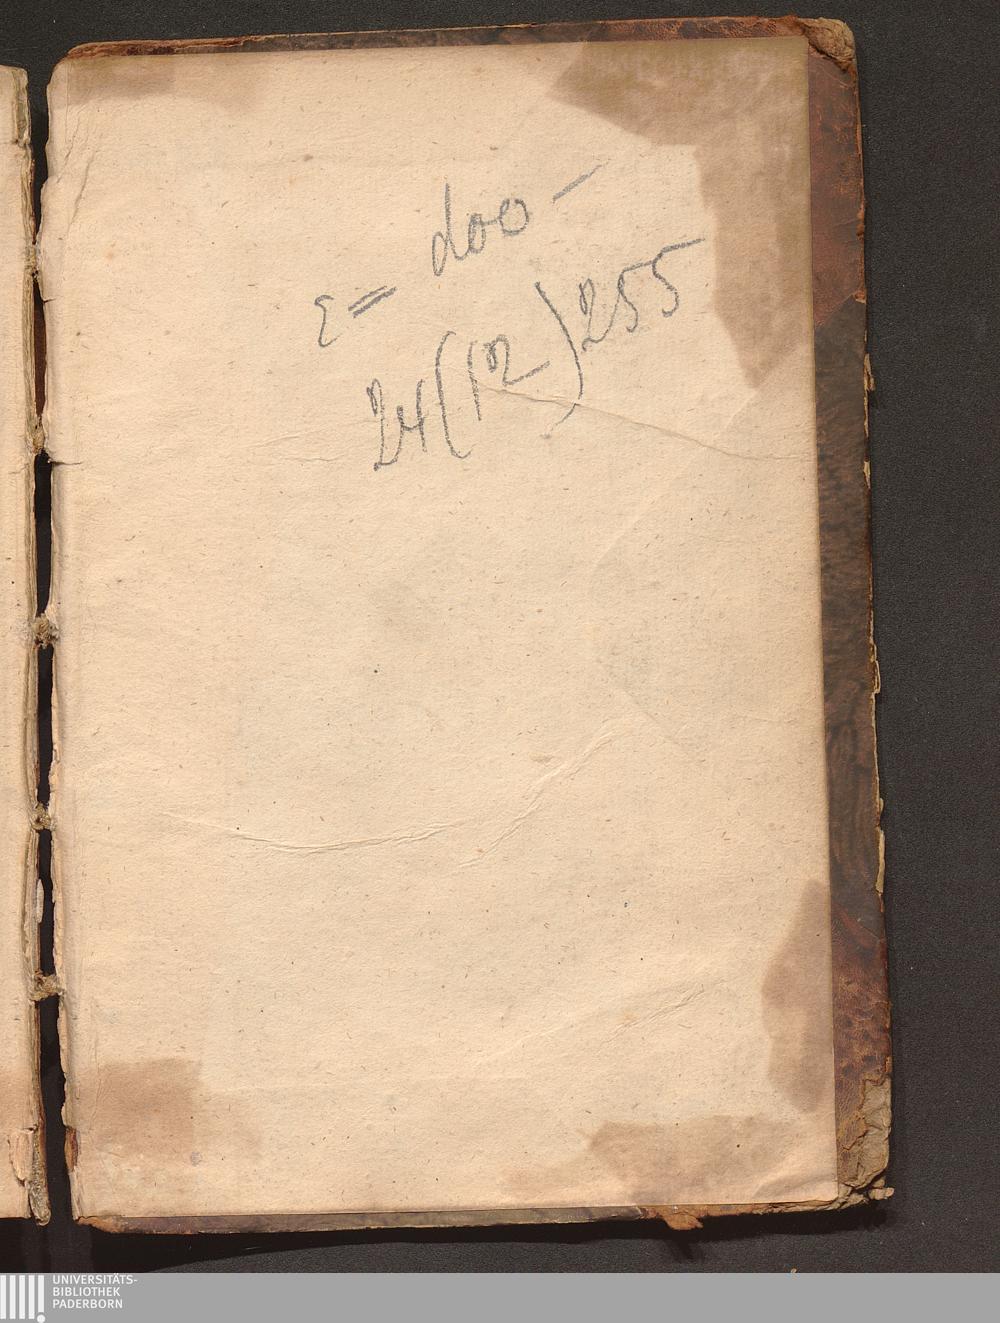 ε = doo –
24 (12) 255
UNIVERSITÄTS-
BIBLIOTHEK
PADERBORN